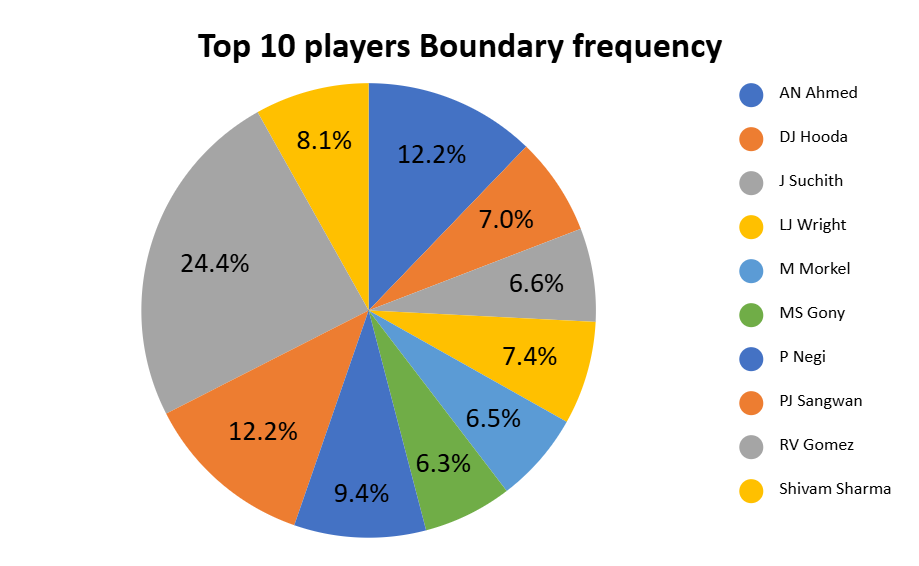 Top 10 players Boundary frequency
12.2%
7.0%
6.6%
7.4%
6.5%
6.3%
9.4%
12.2%
24.4%
8.1%
AN Ahmed
DJ Hooda
J Suchith
LJ Wright
M Morkel
MS Gony
P Negi
PJ Sangwan
RV Gomez
Shivam Sharma